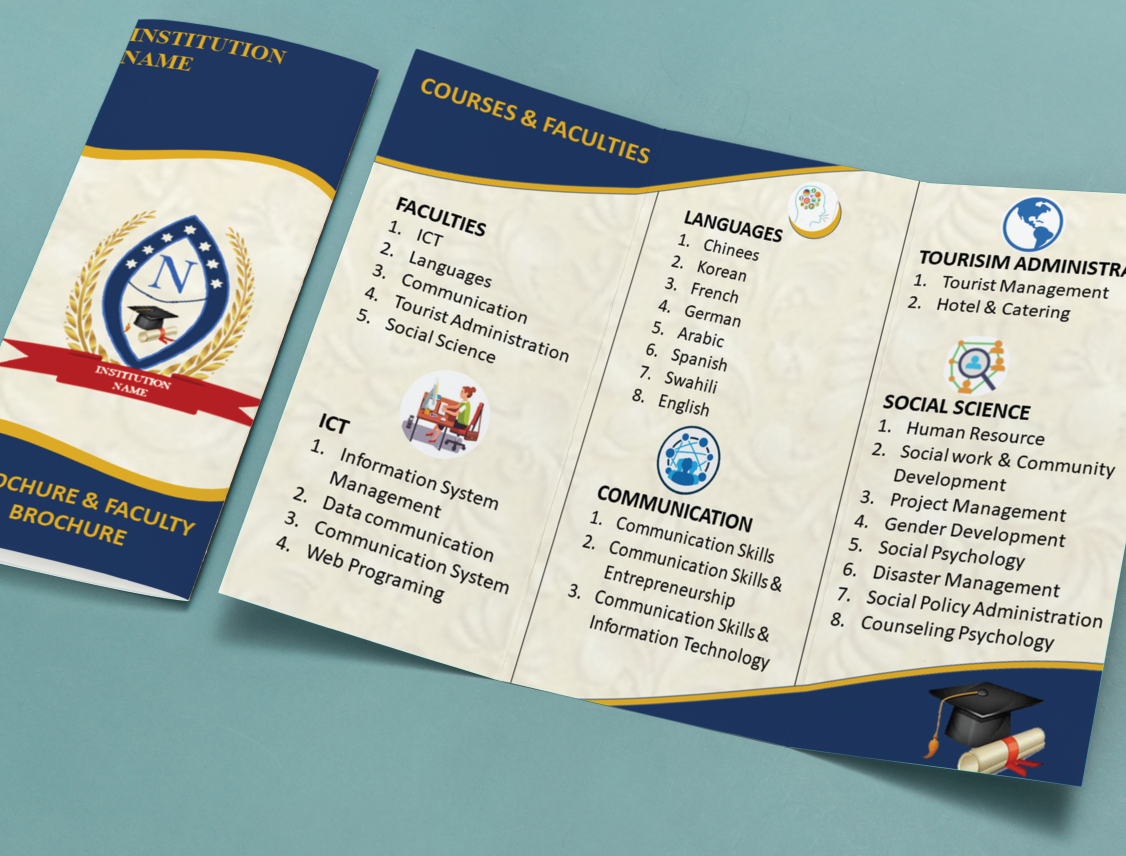 INSTITUTION
NAME
N
INSTITUTION
NAME
BROCHURE & FACULTY
BROCHURE
COURSES & FACULTIES
FACULTIES
1. ICT
2. Languages
3. Communication
4. Tourist Administration
5. Social Science
ICT
1. Information System
Management
2. Data communication
3. Communication System
4. Web Programing
LANGUAGES
1. Chinees
2. Korean
3. French
4. German
5. Arabic
6. Spanish
7. Swahili
8. English
COMMUNICATION
1. Communication Skills
2. Communication Skills &
Entrepreneurship
3. Communication Skills &
Information Technology
TOURISIM ADMINISTRA
1. Tourist Management
2. Hotel & Catering
SOCIAL SCIENCE
1. Human Resource
2. Social work & Community
Development
3. Project Management
4. Gender Development
5. Social Psychology
6. Disaster Management
7. Social Policy Administration
8. Counseling Psychology